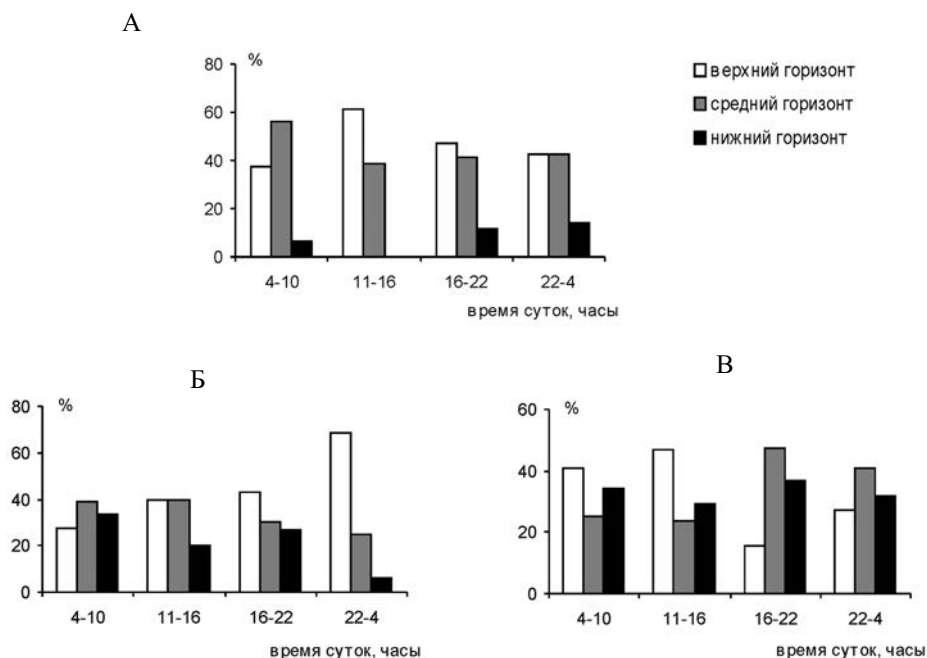 А
%
80
60
40
20
0
4-10 11-16 16-22 22-4
время суток, часы
верхний горизонт
средний горизонт
нижний горизонт
Б
%
80
60
40
20
0
4-10 11-16 16-22 22-4
время суток, часы
В
%
60
40
20
0
4-10 11-16 16-22 22-4
время суток, часы